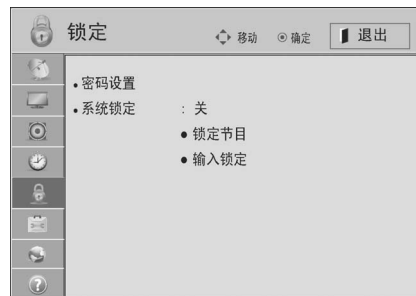 锁定 移动 确定 退出
• 密码设置
• 系统锁定 : 关
● 锁定节目
● 输入锁定